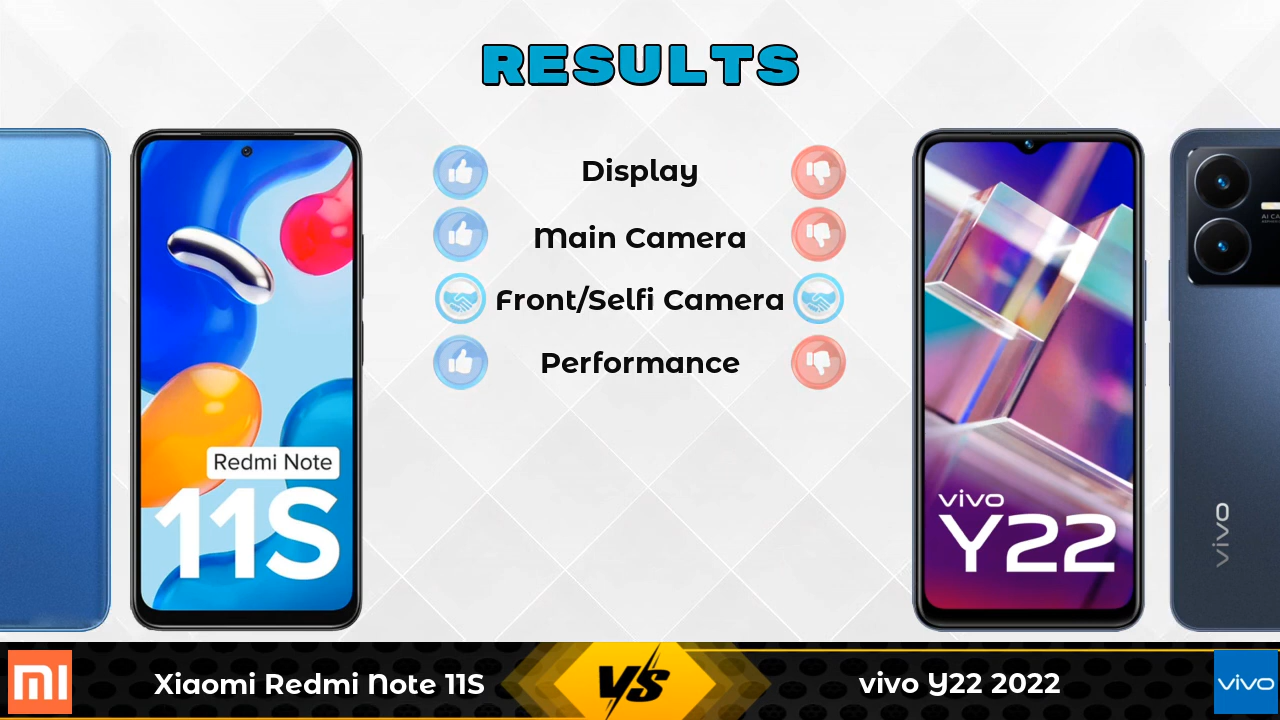 RESULTS
Display
Main Camera
Front/Selfi Camera
Performance
Redmi Note
11S
vivo
Y22
vivo
mi
Xiaomi Redmi Note 11S
VS
vivo Y22 2022
vivo